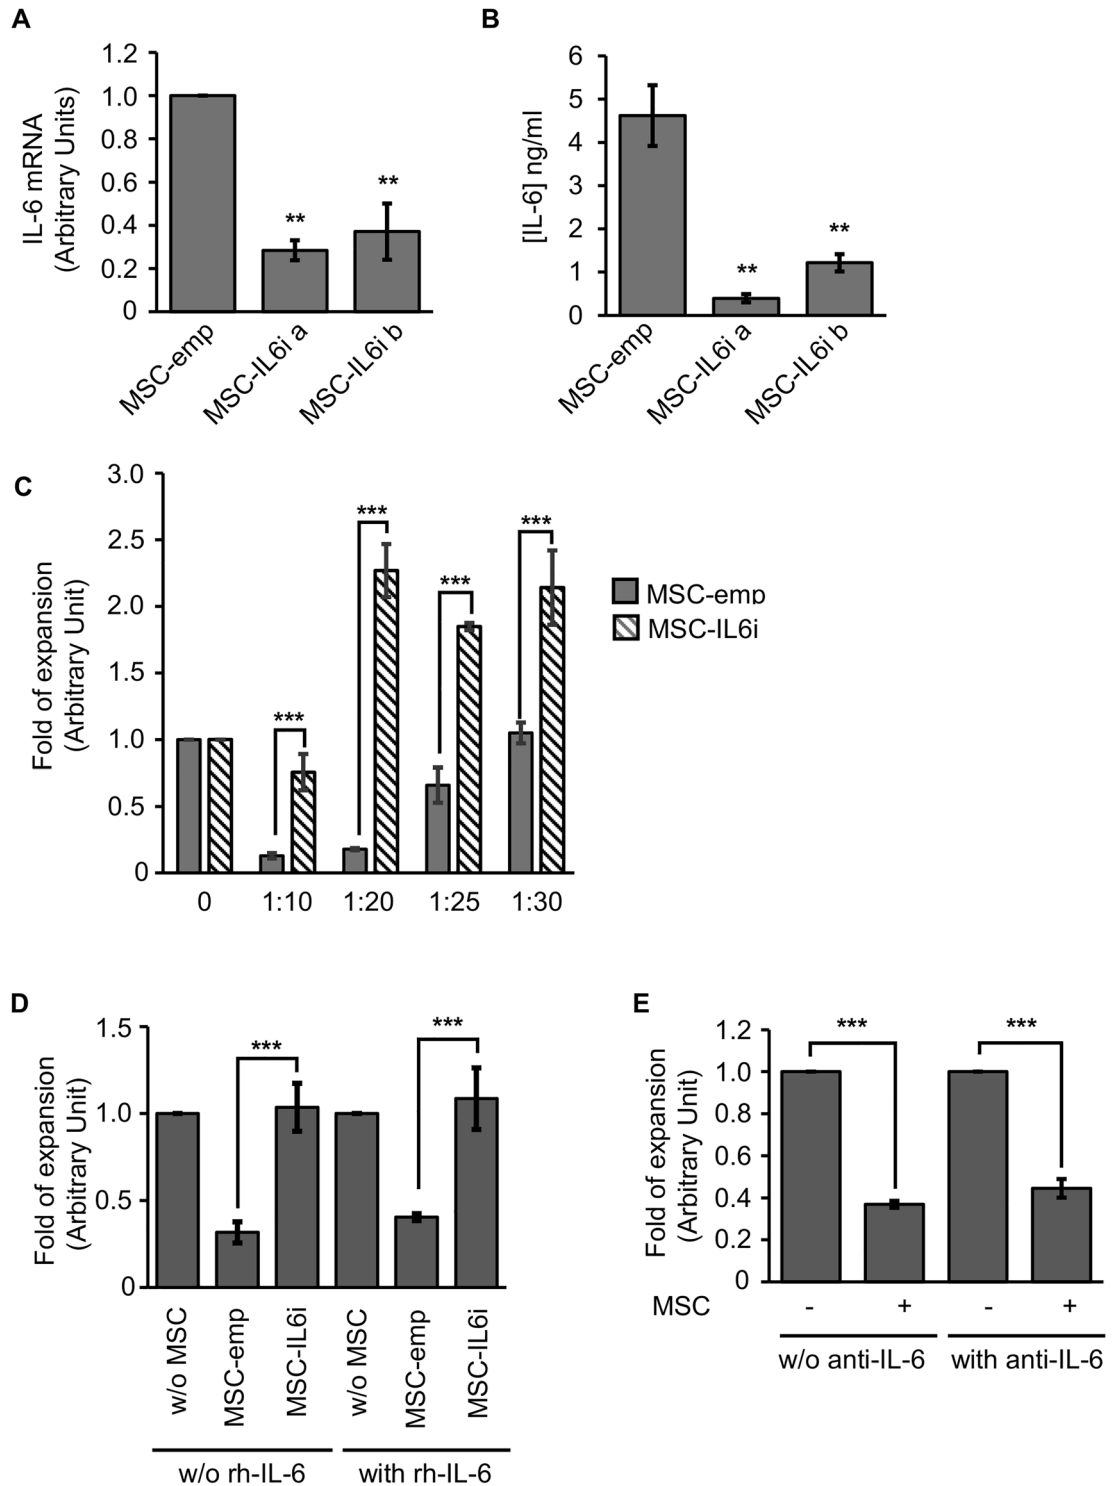 A
IL-6 mRNA
(Arbitrary Units)
1.2
1.0
0.8
0.6
0.4
0.2
0
**
**
MSC-emp
MSC-IL6i a
MSC-IL6i b
B
[IL-6] ng/ml
6
5
4
3
2
1
0
**
**
MSC-emp
MSC-IL6i a
MSC-IL6i b
C
Fold of expansion
(Arbitrary Unit)
3.0
2.5
2.0
1.5
1.0
0.5
0
***
***
***
***
0
1:10
1:20
1:25
1:30
MSC-emp
MSC-IL6i
D
Fold of expansion
(Arbitrary Unit)
1.5
1.0
0.5
0
***
***
w/o MSC
MSC-emp
MSC-IL6i
w/o MSC
MSC-emp
MSC-IL6i
w/o rh-IL-6
with rh-IL-6
E
Fold of expansion
(Arbitrary Unit)
1.2
1.0
0.8
0.6
0.4
0.2
0
***
***
MSC - + - +
w/o anti-IL-6
with anti-IL-6